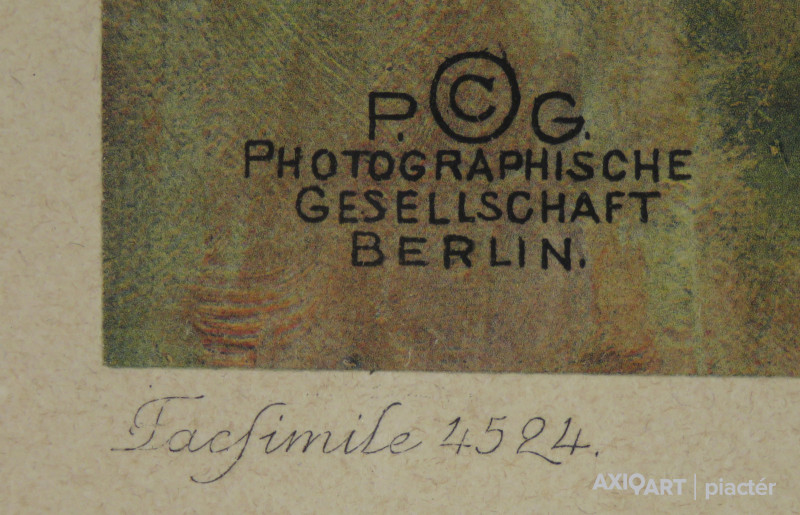 P. © G.
PHOTOGRAPHISCHE
GESELLSCHAFT
BERLIN.
Facsimile 4524.
AXIOART | piactér